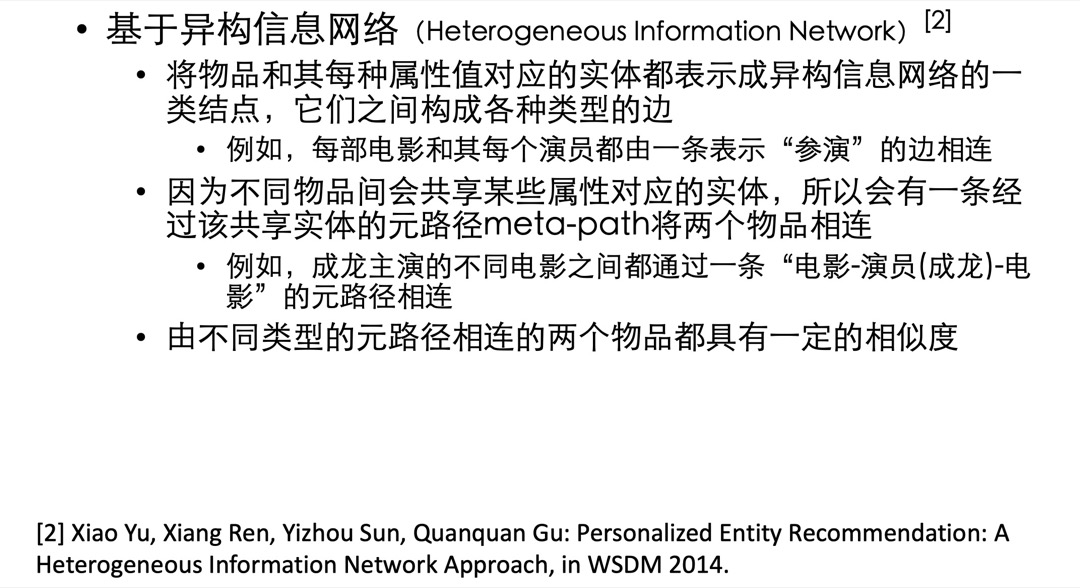 • 基于异构信息网络（Heterogeneous Information Network）[2]
• 将物品和其每种属性值对应的实体都表示成异构信息网络的一
类结点，它们之间构成各种类型的边
• 例如，每部电影和其每个演员都由一条表示“参演”的边相连
• 因为不同物品间会共享某些属性对应的实体，所以会有一条经
过该共享实体的元路径meta-path将两个物品相连
• 例如，成龙主演的不同电影之间都通过一条“电影-演员(成龙)-电
影”的元路径相连
• 由不同类型的元路径相连的两个物品都具有一定的相似度
[2] Xiao Yu, Xiang Ren, Yizhou Sun, Quanquan Gu: Personalized Entity Recommendation: A
Heterogeneous Information Network Approach, in WSDM 2014.